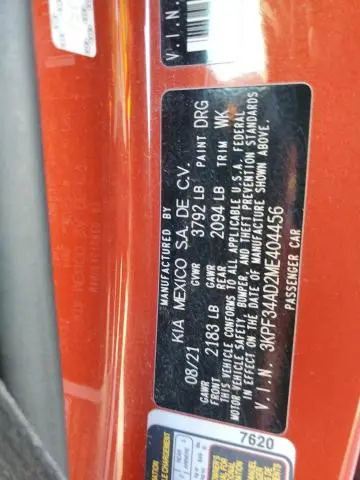 MANUFACTURED BY
KIA MEXICO S.A. DE C.V.
08/21 GVWR 3792 LB PAINT DRG
GAWR FRONT 2183 LB GAWR REAR 2094 LB TRIM WK
THIS VEHICLE CONFORMS TO ALL APPLICABLE U.S.A. FEDERAL
MOTOR VEHICLE SAFETY, BUMPER, AND THEFT PREVENTION STANDARDS
IN EFFECT ON THE DATE OF MANUFACTURE SHOWN ABOVE.
V.I.N. 3KPF34AD2ME404456
PASSENGER CAR
V.I.N.
7620